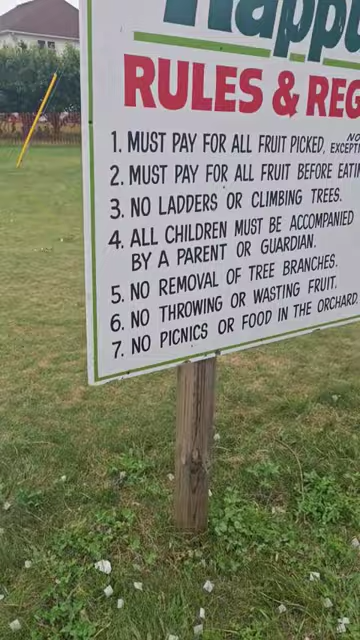 RULES & REG
1. MUST PAY FOR ALL FRUIT PICKED, NO EXCEPTI
2. MUST PAY FOR ALL FRUIT BEFORE EATIN
3. NO LADDERS OR CLIMBING TREES.
4. ALL CHILDREN MUST BE ACCOMPANIED
BY A PARENT OR GUARDIAN.
5. NO REMOVAL OF TREE BRANCHES.
6. NO THROWING OR WASTING FRUIT.
7. NO PICNICS OR FOOD IN THE ORCHARD.